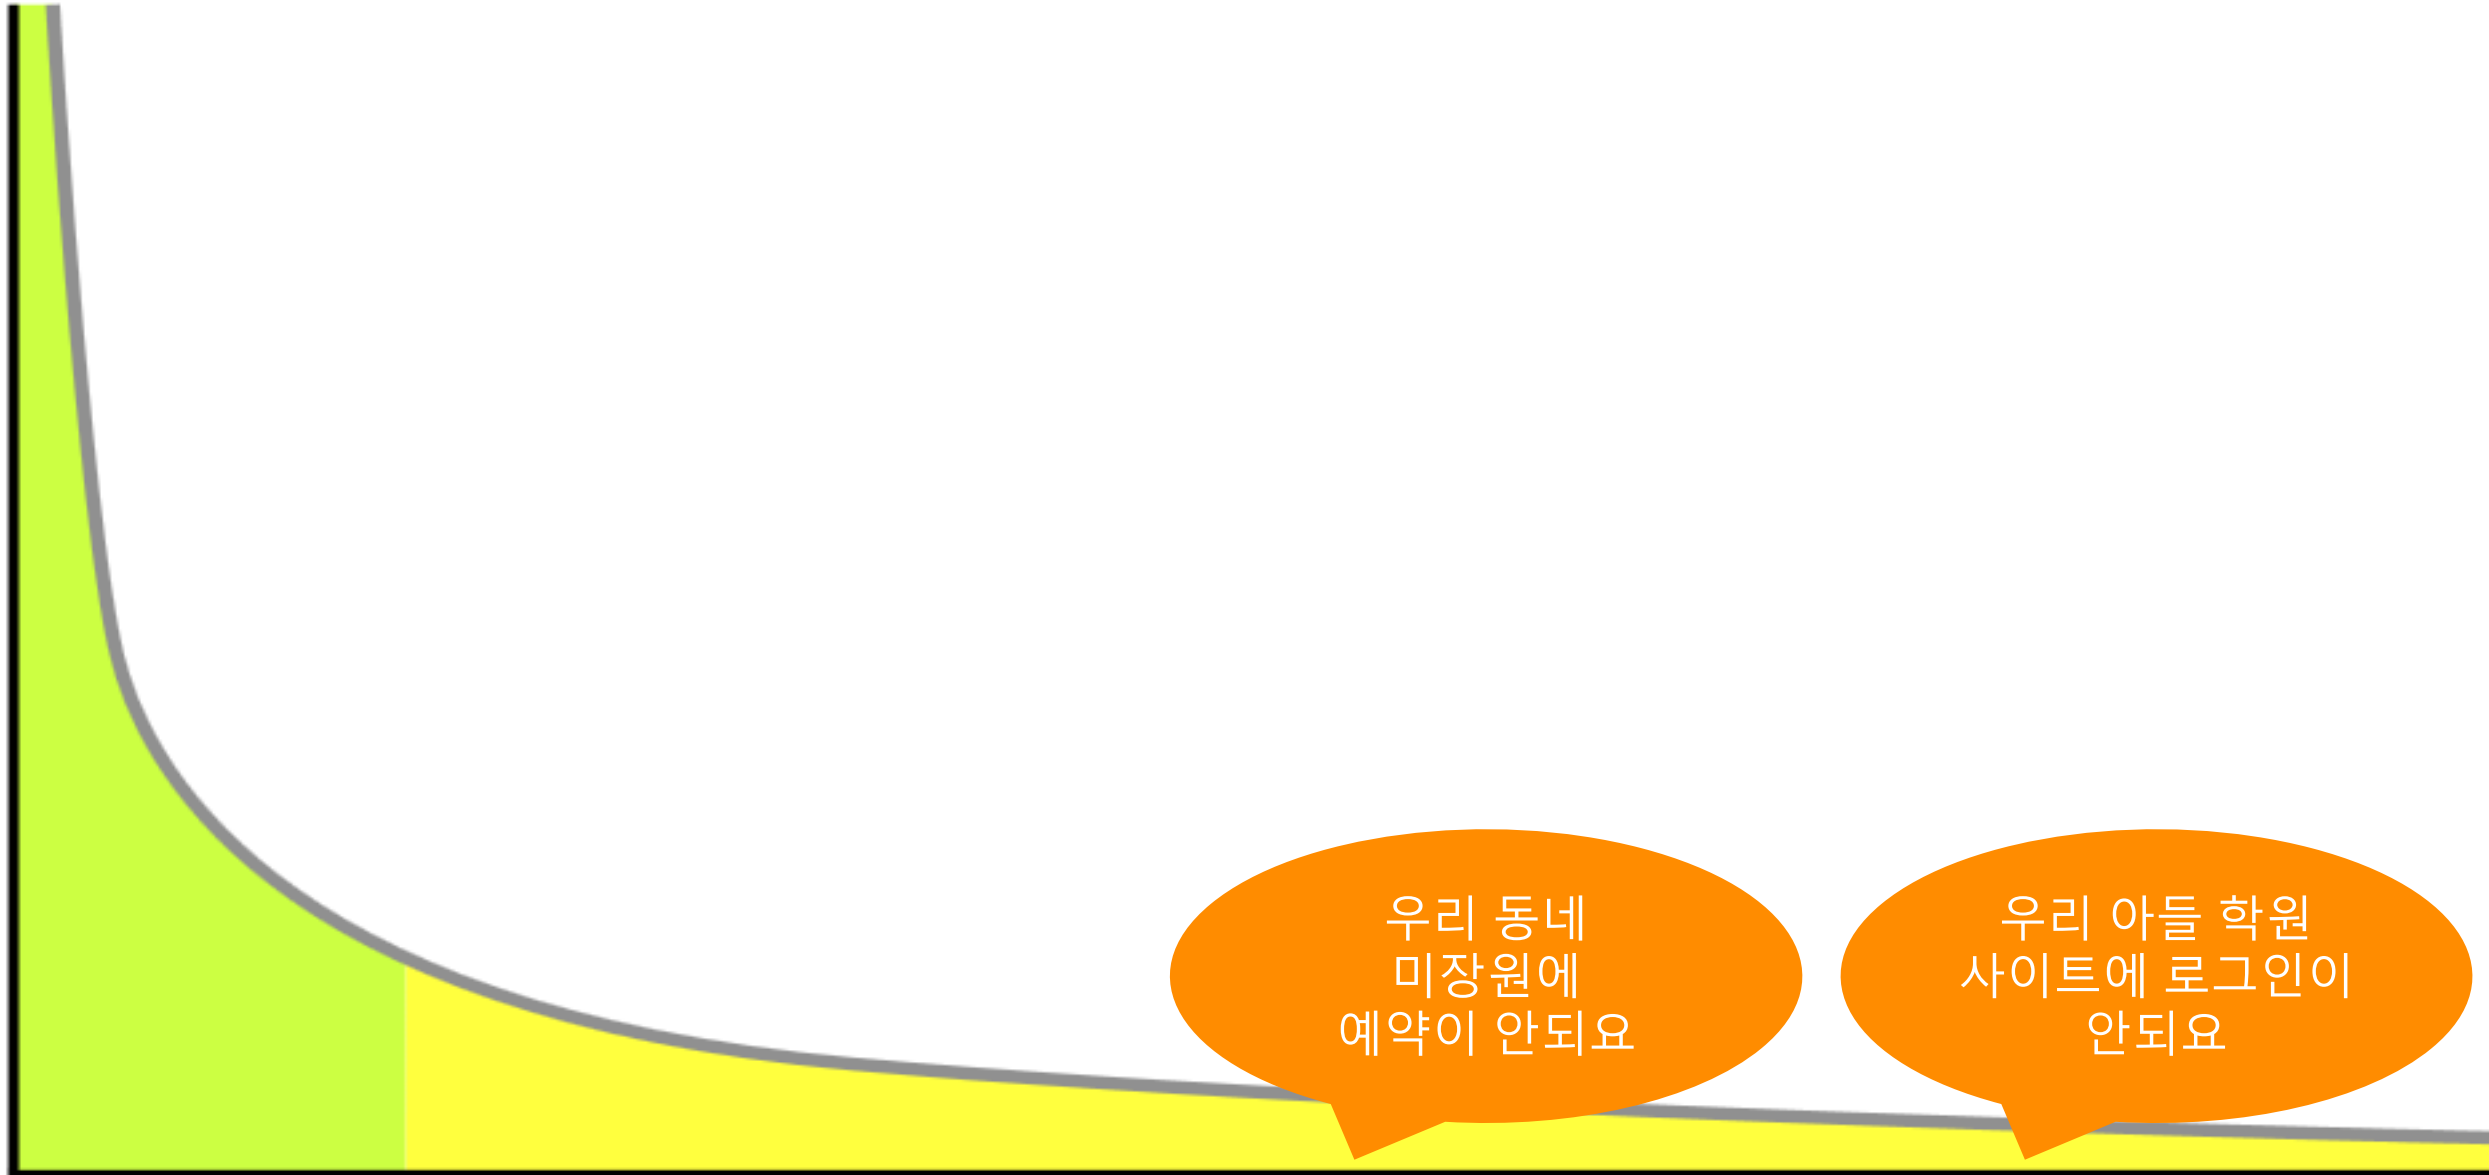 우리 동네
미장원에
예약이 안되요
우리 아들 학원
사이트에 로그인이
안되요